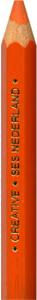 • CREATIVE • SES NEDERLAND •